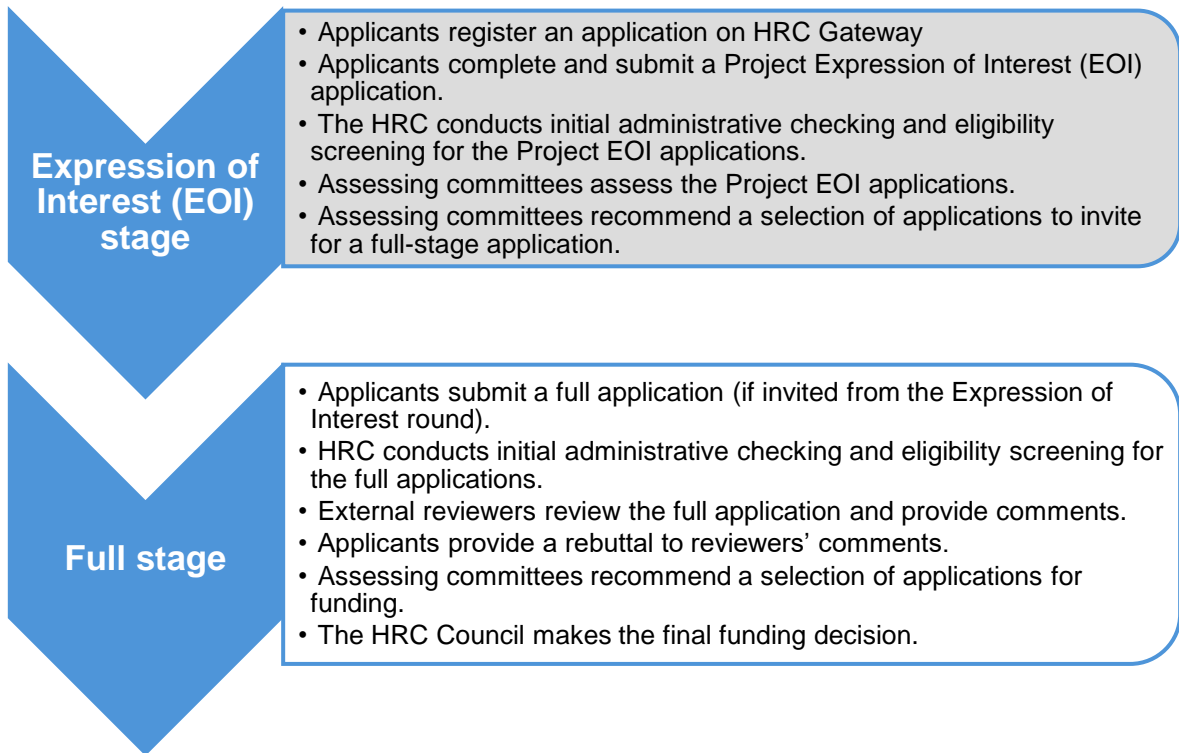 Expression of
Interest (EOI)
stage
• Applicants register an application on HRC Gateway
• Applicants complete and submit a Project Expression of Interest (EOI)
application.
• The HRC conducts initial administrative checking and eligibility
screening for the Project EOI applications.
• Assessing committees assess the Project EOI applications.
• Assessing committees recommend a selection of applications to invite
for a full-stage application.
Full stage
• Applicants submit a full application (if invited from the Expression of
Interest round).
• HRC conducts initial administrative checking and eligibility screening for
the full applications.
• External reviewers review the full application and provide comments.
• Applicants provide a rebuttal to reviewers’ comments.
• Assessing committees recommend a selection of applications for
funding.
• The HRC Council makes the final funding decision.